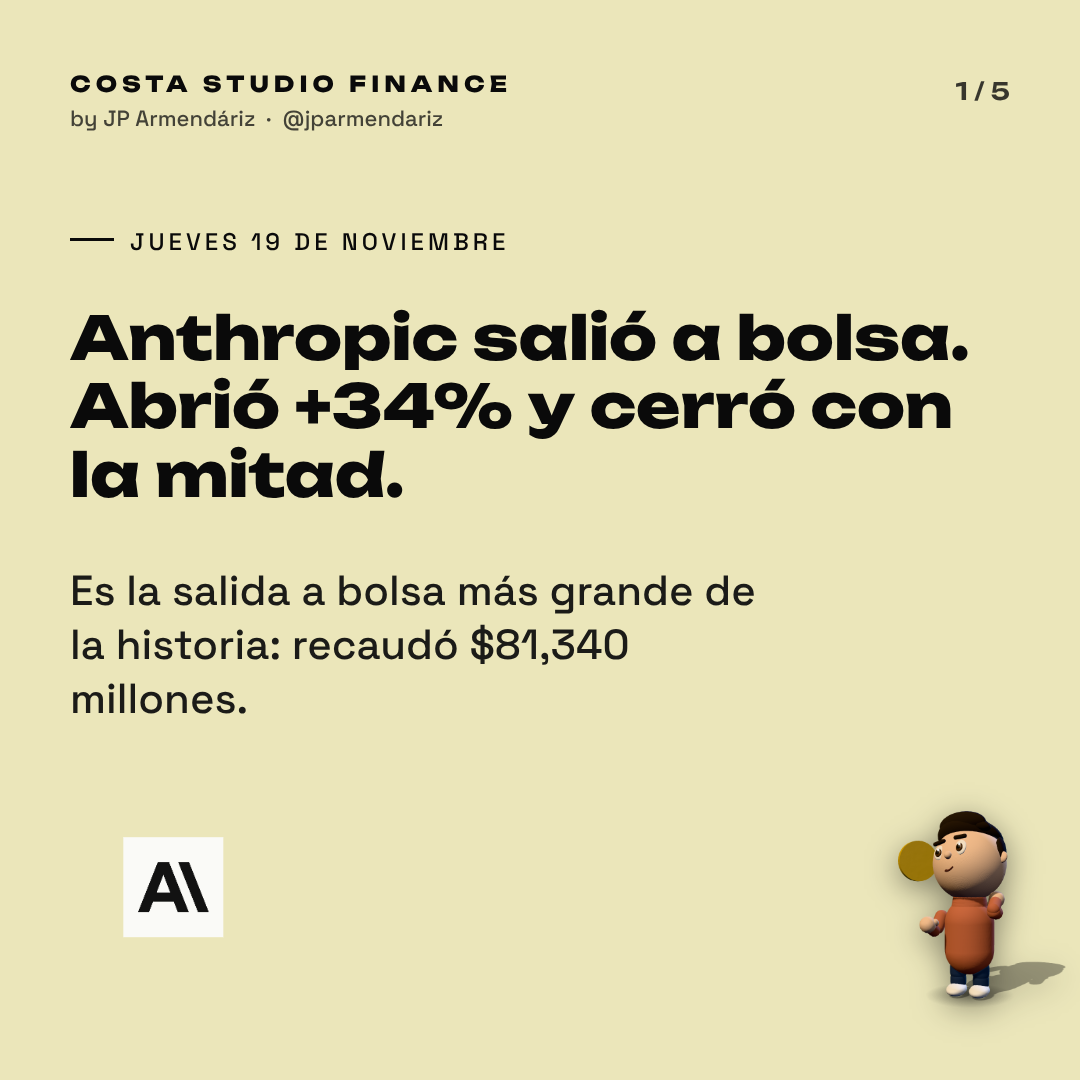 COSTA STUDIO FINANCE
1/5
by JP Armendáriz · @jparmendariz
JUEVES 19 DE NOVIEMBRE
Anthropic salió a bolsa.
Abrió +34% y cerró con
la mitad.
Es la salida a bolsa más grande de
la historia: recaudó $81,340
millones.
A\